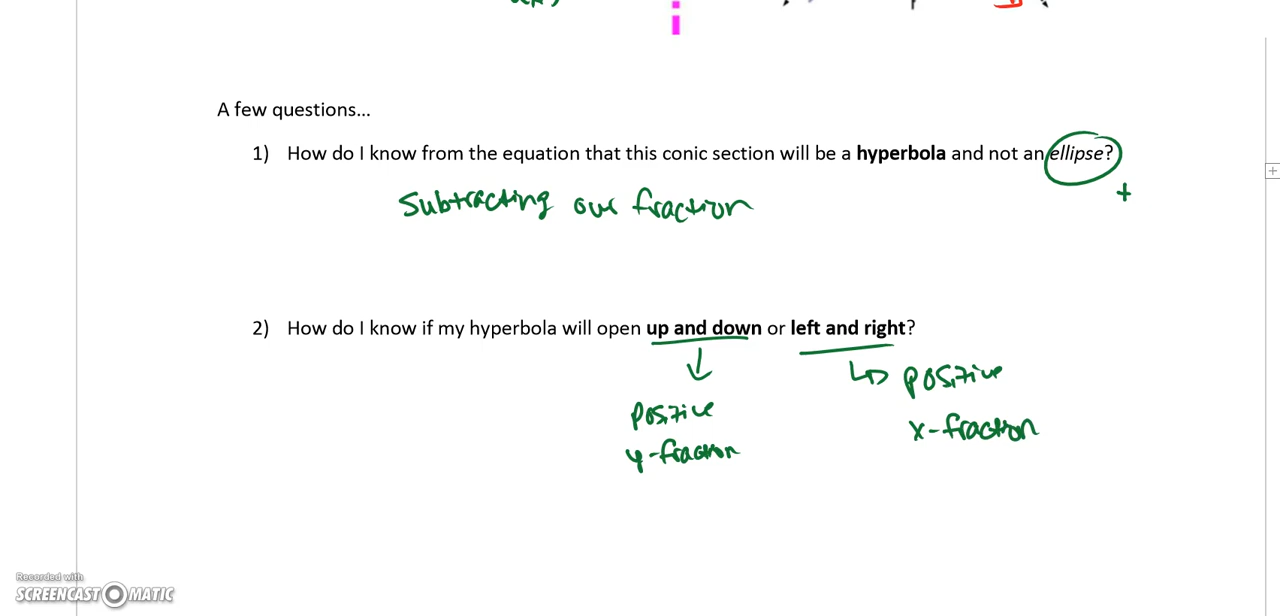 A few questions...
1) How do I know from the equation that this conic section will be a hyperbola and not an ellipse?
+
Subtracting our fraction
2) How do I know if my hyperbola will open up and down or left and right?
positive
x-fraction
positive
y-fraction
Recorded with
SCREENCAST MATIC